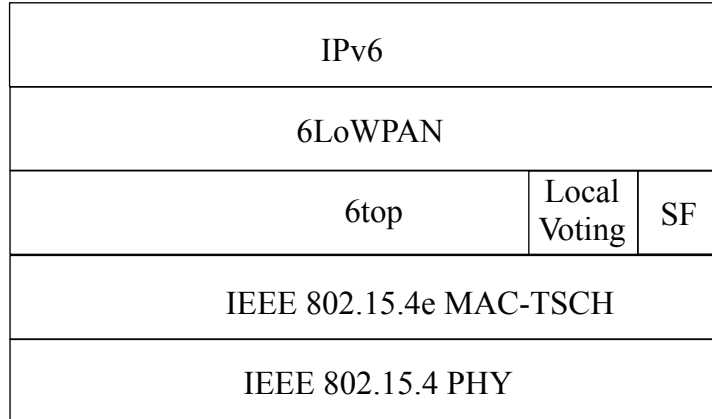 IPv6
6LoWPAN
6top
Local
Voting
SF
IEEE 802.15.4e MAC-TSCH
IEEE 802.15.4 PHY